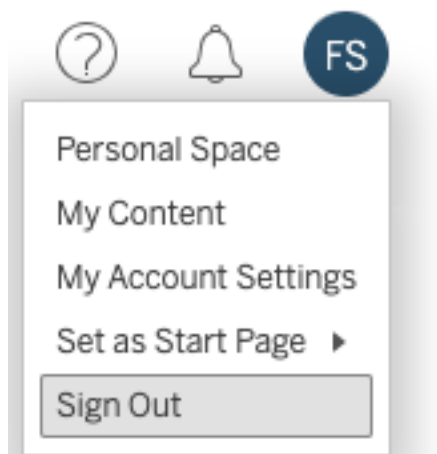 ?
FS
Personal Space
My Content
My Account Settings
Set as Start Page
Sign Out